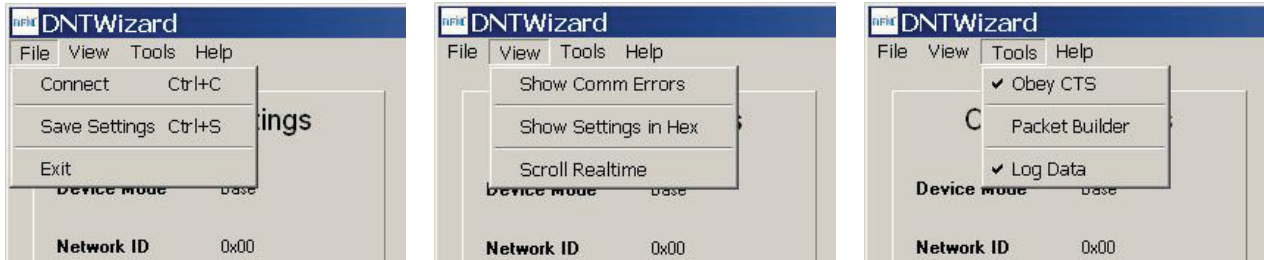 DNTWizard
File View Tools Help
Connect Ctrl+C
Save Settings Ctrl+S
Exit
Device Mode Base
Network ID 0x00
DNTWizard
File View Tools Help
Show Comm Errors
Show Settings in Hex
Scroll Realtime
Device Mode Base
Network ID 0x00
DNTWizard
File View Tools Help
✔ Obey CTS
Packet Builder
✔ Log Data
Device Mode Base
Network ID 0x00